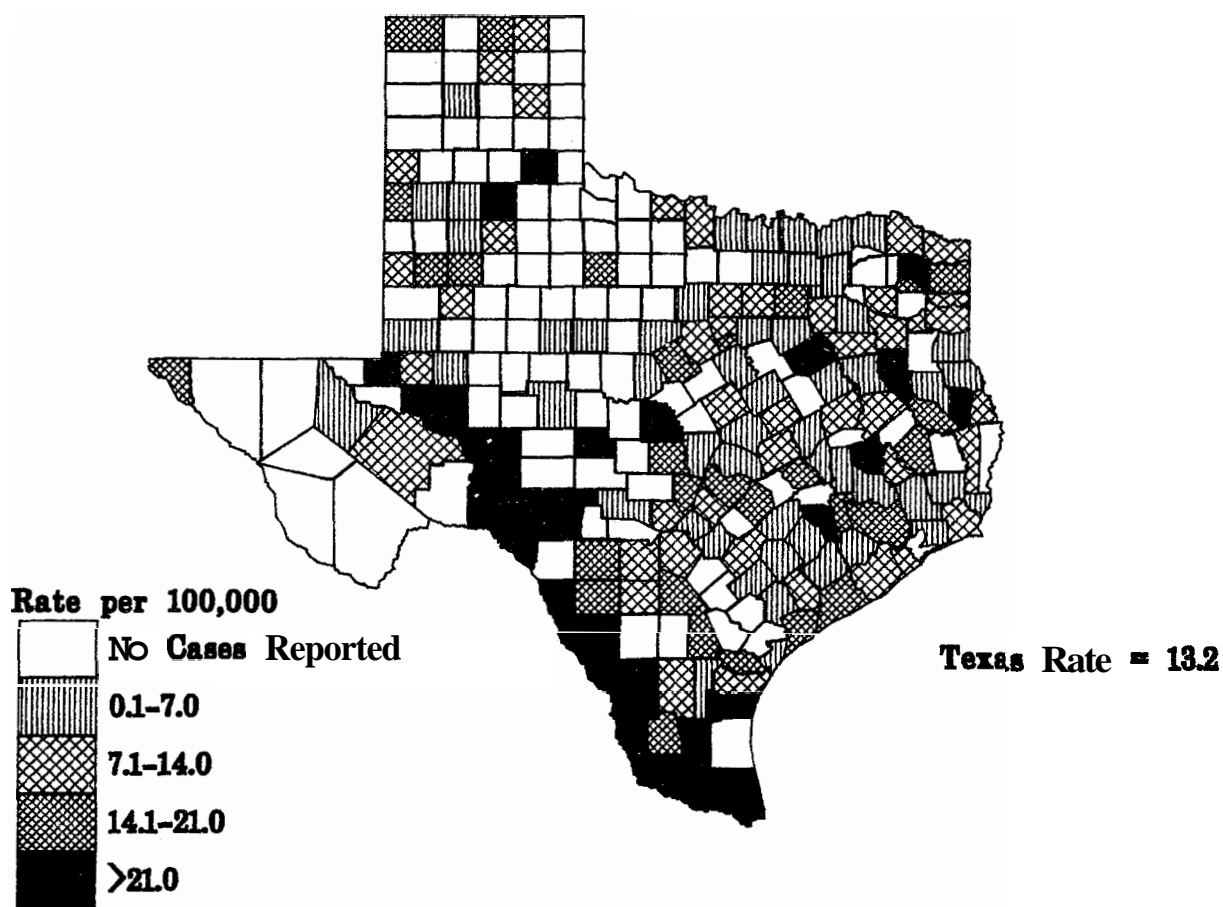 Rate per 100,000
No Cases Reported
Texas Rate = 13.2
0.1-7.0
7.1-14.0
14.1-21.0
>21.0